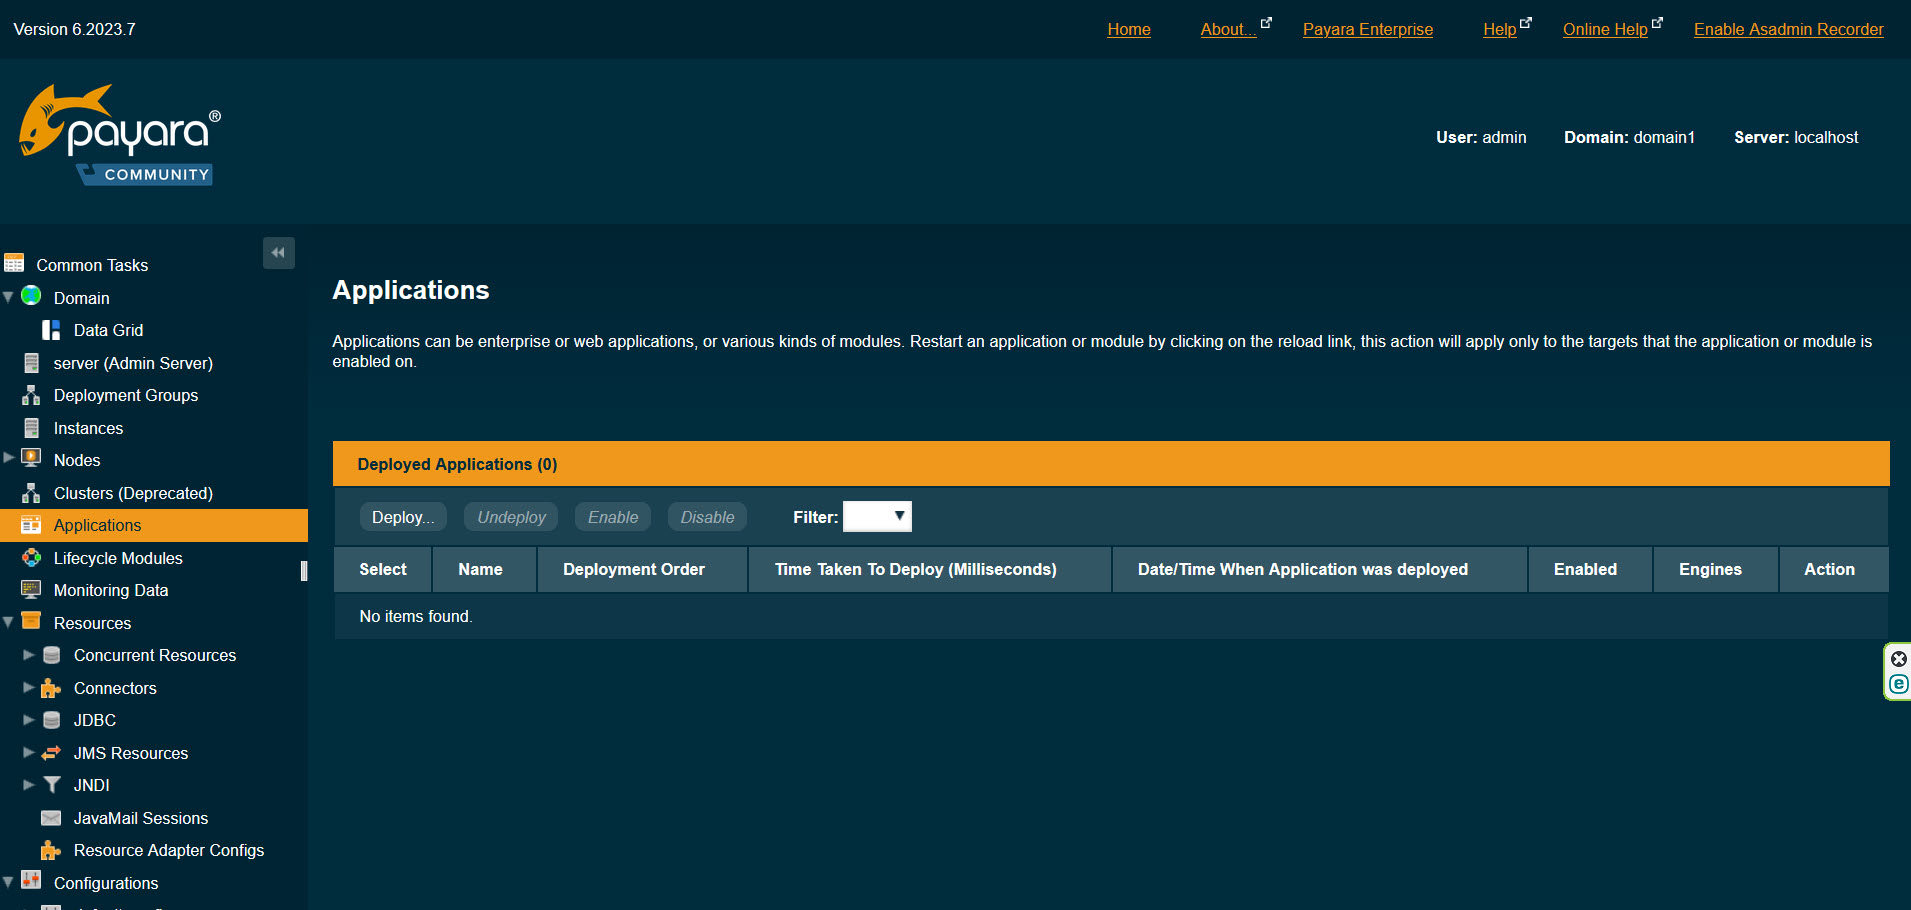 Version 6.2023.7
Home About... Payara Enterprise Help Online Help Enable Asadmin Recorder
payara®
COMMUNITY
User: admin Domain: domain1 Server: localhost
Common Tasks
Domain
Data Grid
server (Admin Server)
Deployment Groups
Instances
Nodes
Clusters (Deprecated)
Applications
Lifecycle Modules
Monitoring Data
Resources
Concurrent Resources
Connectors
JDBC
JMS Resources
JNDI
JavaMail Sessions
Resource Adapter Configs
Configurations
Applications
Applications can be enterprise or web applications, or various kinds of modules. Restart an application or module by clicking on the reload link, this action will apply only to the targets that the application or module is
enabled on.
Deployed Applications (0)
Deploy... Undeploy Enable Disable Filter:
Select Name Deployment Order Time Taken To Deploy (Milliseconds) Date/Time When Application was deployed Enabled Engines Action
No items found.